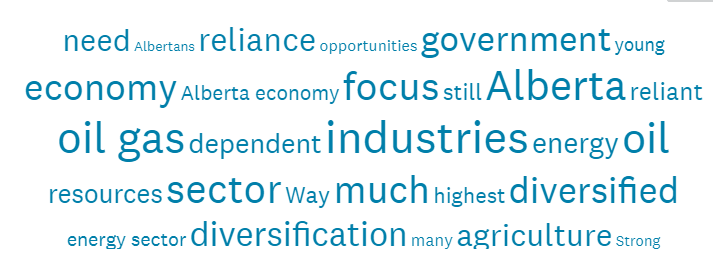 need Albertans reliance opportunities government young
economy Alberta economy focus still Alberta reliant
oil gas dependent industries energy oil
resources sector Way much highest diversified
energy sector diversification many agriculture Strong